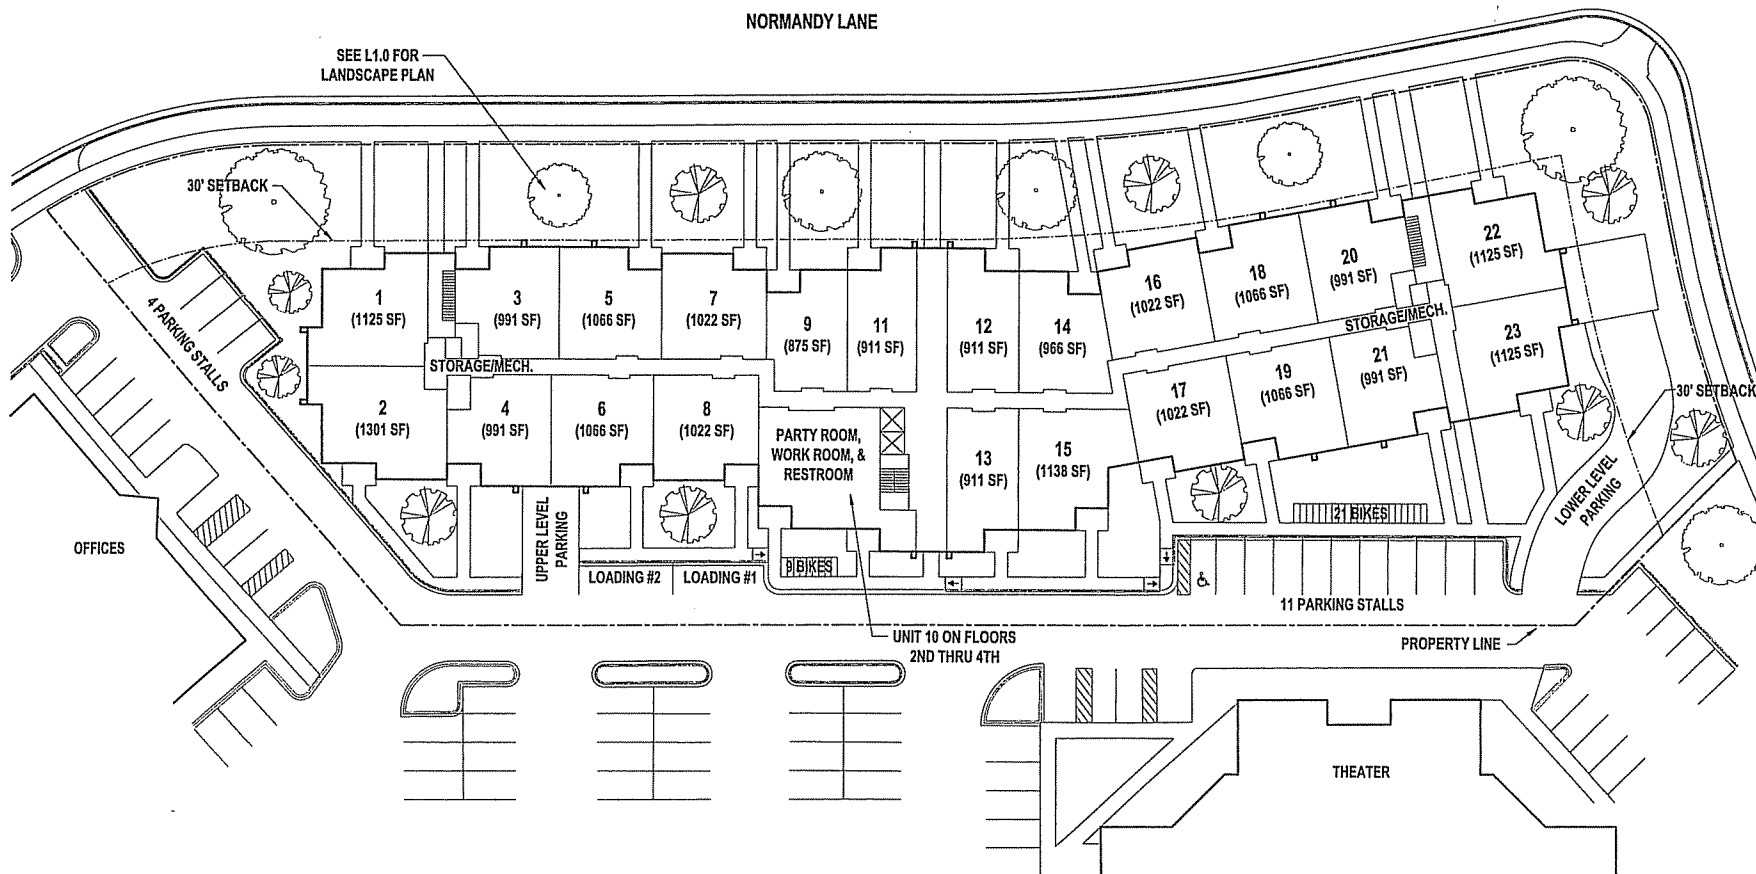 NORMANDY LANE
SEE L1.0 FOR
LANDSCAPE PLAN
30' SETBACK
4 PARKING STALLS
1
(1125 SF)
3
(991 SF)
5
(1066 SF)
7
(1022 SF)
9
(875 SF)
11
(911 SF)
12
(911 SF)
14
(966 SF)
16
(1022 SF)
18
(1066 SF)
20
(991 SF)
22
(1125 SF)
STORAGE/MECH.
STORAGE/MECH.
2
(1301 SF)
4
(991 SF)
6
(1066 SF)
8
(1022 SF)
PARTY ROOM,
WORK ROOM, &
RESTROOM
13
(911 SF)
15
(1138 SF)
17
(1022 SF)
19
(1066 SF)
21
(991 SF)
23
(1125 SF)
30' SETBACK
LOWER LEVEL
PARKING
21 BIKES
OFFICES
UPPER LEVEL
PARKING
LOADING #2
LOADING #1
9 BIKES
11 PARKING STALLS
UNIT 10 ON FLOORS
2ND THRU 4TH
PROPERTY LINE
THEATER